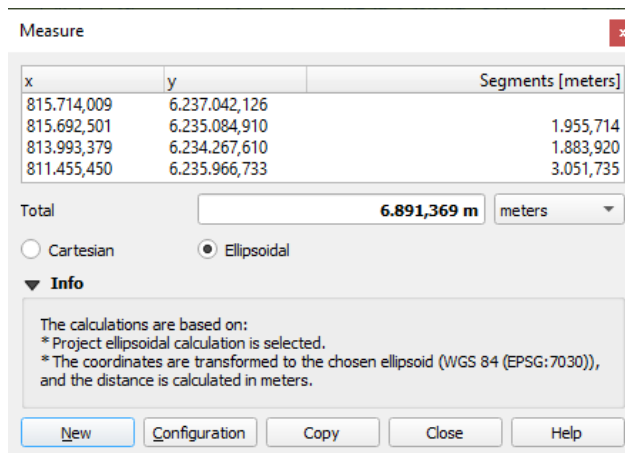 Measure
x y Segments [meters]
815.714,009 6.237.042,126
815.692,501 6.235.084,910 1.955,714
813.993,379 6.234.267,610 1.883,920
811.455,450 6.235.966,733 3.051,735
Total 6.891,369 m meters
Cartesian Ellipsoidal
Info
The calculations are based on:
* Project ellipsoidal calculation is selected.
* The coordinates are transformed to the chosen ellipsoid (WGS 84 (EPSG:7030)),
and the distance is calculated in meters.
New Configuration Copy Close Help